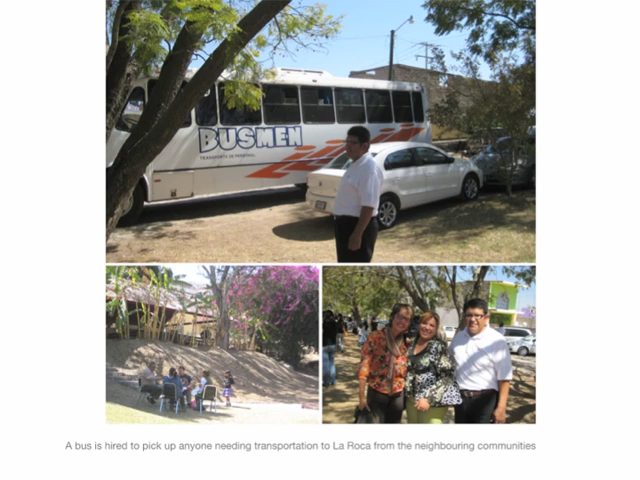 BUSMEN
TRANSPORTE DE PERSONAL
A bus is hired to pick up anyone needing transportation to La Roca from the neighbouring communities